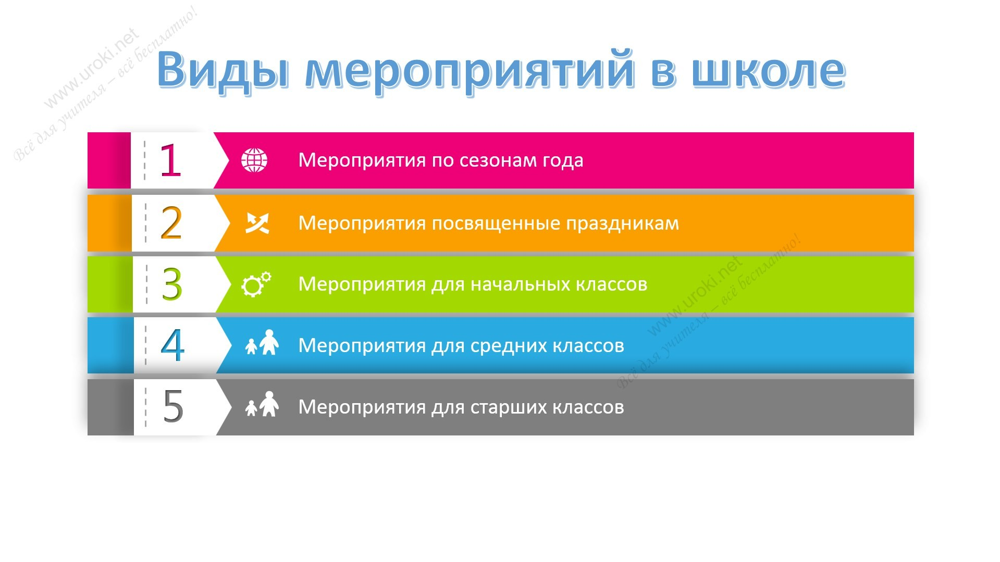 www.uroki.net
Всё для учителя – всё бесплатно!
Виды мероприятий в школе
1 Мероприятия по сезонам года
2 Мероприятия посвященные праздникам
3 Мероприятия для начальных классов
4 Мероприятия для средних классов
5 Мероприятия для старших классов
www.uroki.net
Всё для учителя – всё бесплатно!